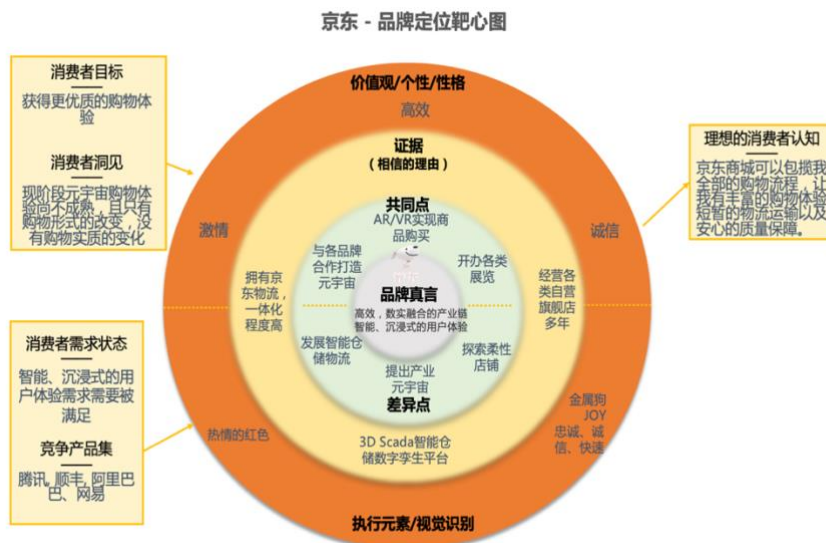 京东 - 品牌定位靶心图
消费者目标
获得更优质的购物体
验
消费者洞见
现阶段元宇宙购物体
验尚不成熟，且只有
购物形式的改变，没
有购物实质的变化
消费者需求状态
智能、沉浸式的用
户体验需求需要被
满足
竞争产品集
腾讯, 顺丰, 阿里巴
巴、网易
价值观/个性/性格
高效
激情
诚信
证据
（相信的理由）
拥有京
东物流，
一体化
程度高
经营各
类自营
旗舰店
多年
共同点
AR/VR实现商
品购买
与各品牌
合作打造
元宇宙
开办各类
展览
品牌真言
高效，数实融合的产业链
智能、沉浸式的用户体验
发展智能仓
储物流
提出产业
元宇宙
探索柔性
店铺
差异点
3D Scada智能仓
储数字孪生平台
热情的红色
金属狗
JOY
忠诚、诚
信、快速
执行元素/视觉识别
理想的消费者认知
京东商城可以包揽我
全部的购物流程，让
我有丰富的购物体验
短暂的物流运输以及
安心的质量保障。